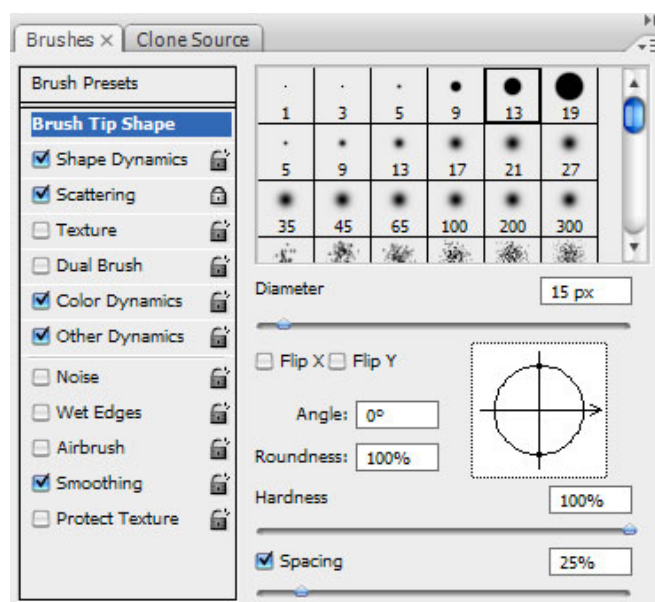 Brushes × Clone Source
Brush Presets
Brush Tip Shape
Shape Dynamics
Scattering
Texture
Dual Brush
Color Dynamics
Other Dynamics
Noise
Wet Edges
Airbrush
Smoothing
Protect Texture
1 3 5 9 13 19
5 9 13 17 21 27
35 45 65 100 200 300
Diameter 15 px
Flip X Flip Y
Angle: 0º
Roundness: 100%
Hardness 100%
Spacing 25%